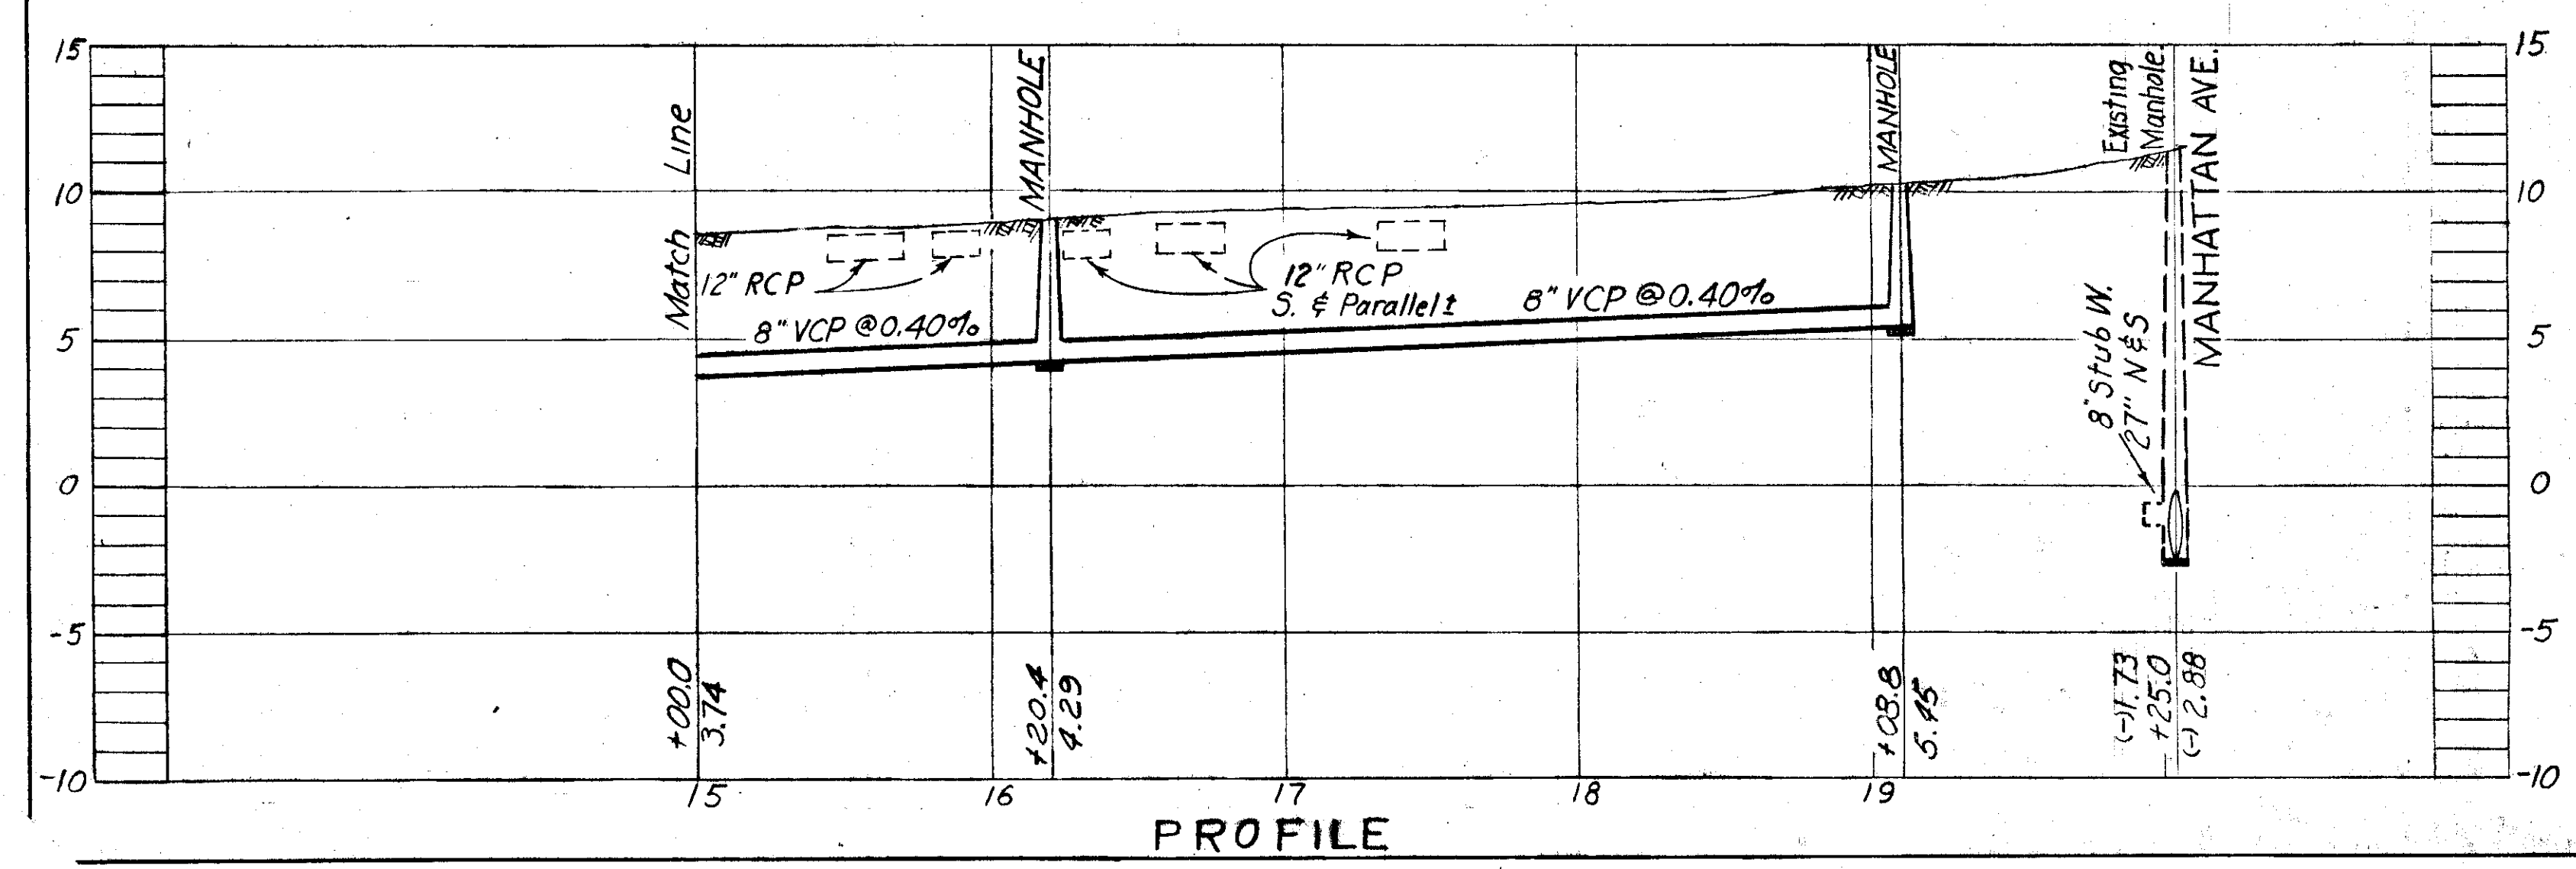 15
10
5
0
-5
-10
Match Line
MANHOLE
MANHOLE
Existing
Manhole
MANHATTAN AVE.
12" RCP
8" VCP @ 0.40%
12" RCP
S. & Parallel ±
8" VCP @ 0.40%
8" Stub W.
27" N & S
15
10
5
0
-5
-10
+00.0
3.74
+20.4
4.29
+08.8
5.45
(-)1.73
+25.0
(-) 2.88
15
16
17
18
19
PROFILE